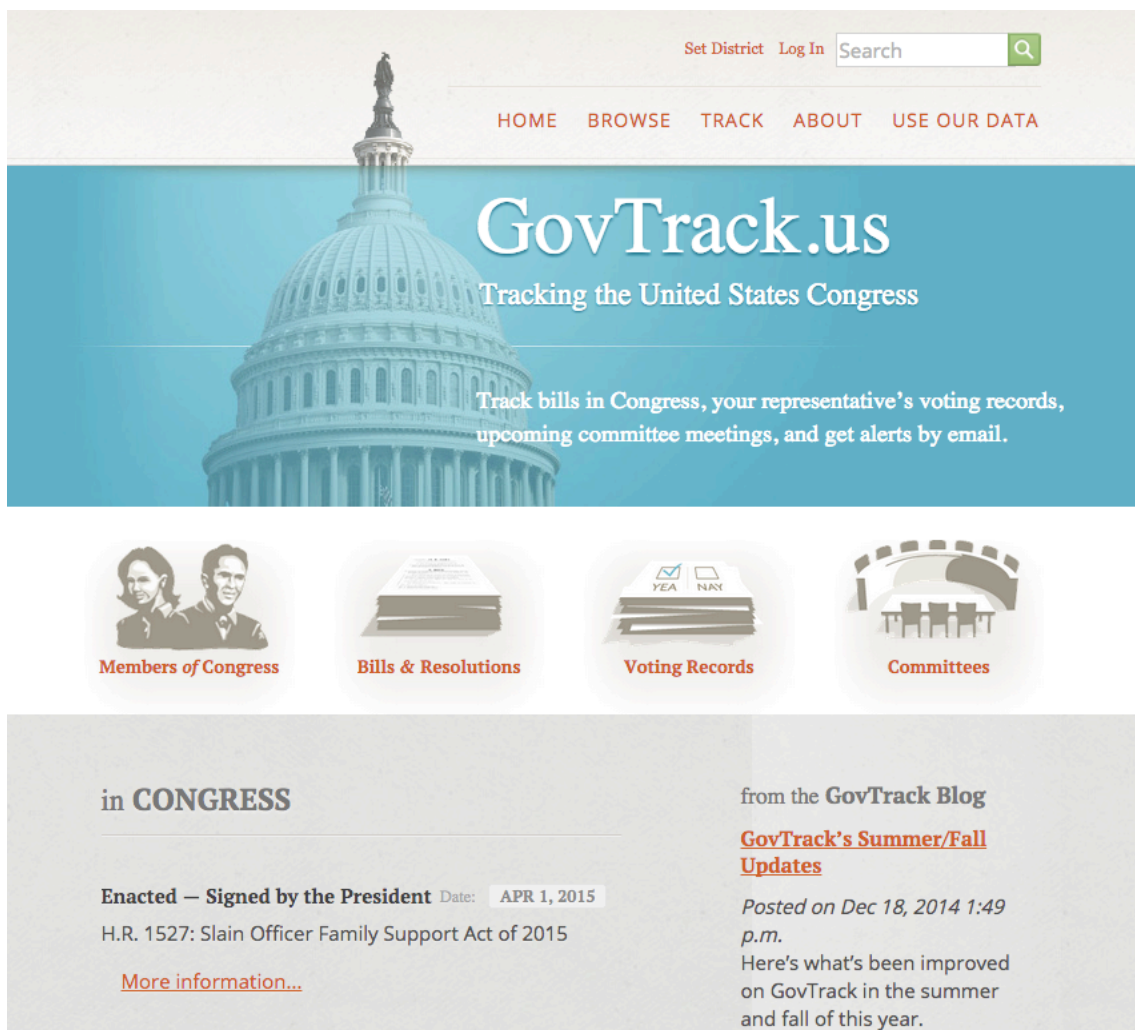 Set District Log In Search
HOME BROWSE TRACK ABOUT USE OUR DATA
GovTrack.us
Tracking the United States Congress
Track bills in Congress, your representative's voting records,
upcoming committee meetings, and get alerts by email.
YEA NAY
Members of Congress
Bills & Resolutions
Voting Records
Committees
in CONGRESS
Enacted — Signed by the President Date: APR 1, 2015
H.R. 1527: Slain Officer Family Support Act of 2015
More information...
from the GovTrack Blog
GovTrack's Summer/Fall
Updates
Posted on Dec 18, 2014 1:49
p.m.
Here's what's been improved
on GovTrack in the summer
and fall of this year.